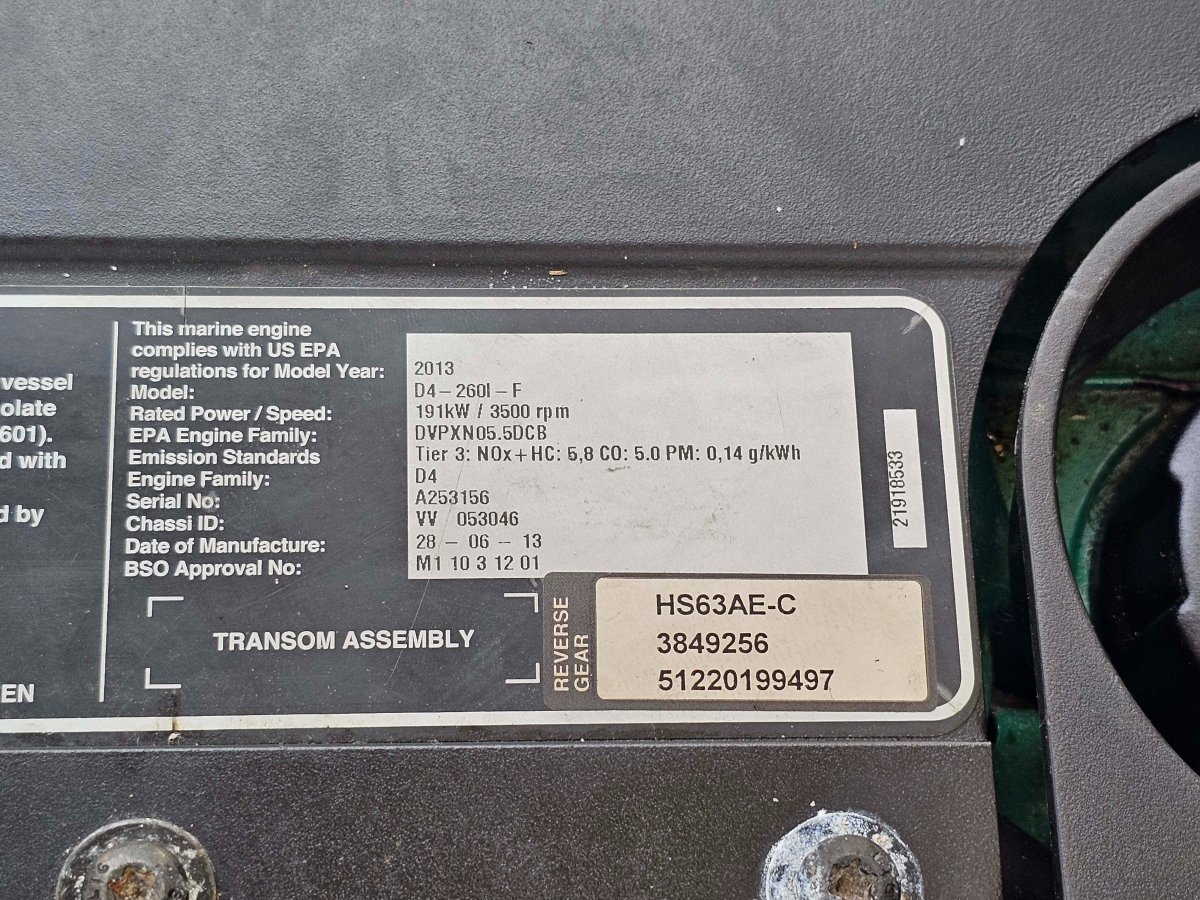 vessel
olate
601).
d with
d by
EN
This marine engine
complies with US EPA
regulations for Model Year: 2013
Model: D4-260I-F
Rated Power / Speed: 191kW / 3500 rpm
EPA Engine Family: DVPXN05.5DCB
Emission Standards Tier 3: NOx+HC: 5,8 CO: 5.0 PM: 0,14 g/kWh
Engine Family: D4
Serial No: A253156
Chassi ID: VV 053046
Date of Manufacture: 28 - 06 - 13
BSO Approval No: M1 10 3 12 01
21918533
TRANSOM ASSEMBLY
REVERSE
GEAR
HS63AE-C
3849256
51220199497